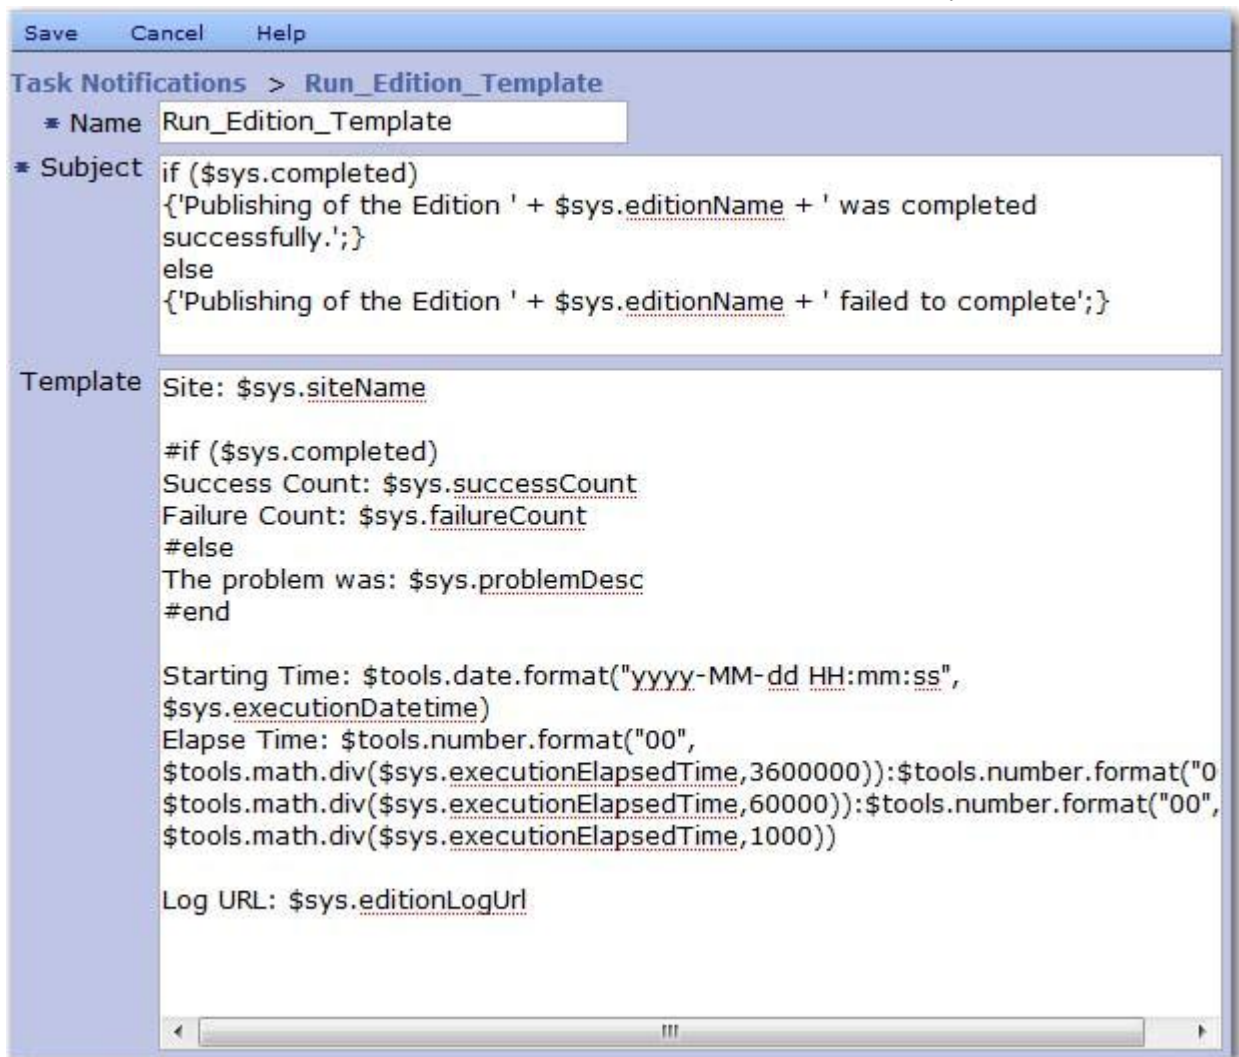 Save Cancel Help
Task Notifications > Run_Edition_Template
* Name Run_Edition_Template
* Subject if ($sys.completed)
{'Publishing of the Edition ' + $sys.editionName + ' was completed
successfully.';}
else
{'Publishing of the Edition ' + $sys.editionName + ' failed to complete';}
Template Site: $sys.siteName
#if ($sys.completed)
Success Count: $sys.successCount
Failure Count: $sys.failureCount
#else
The problem was: $sys.problemDesc
#end
Starting Time: $tools.date.format("yyyy-MM-dd HH:mm:ss",
$sys.executionDatetime)
Elapse Time: $tools.number.format("00",
$tools.math.div($sys.executionElapsedTime,3600000)):$tools.number.format("0
$tools.math.div($sys.executionElapsedTime,60000)):$tools.number.format("00",
$tools.math.div($sys.executionElapsedTime,1000))
Log URL: $sys.editionLogUrl